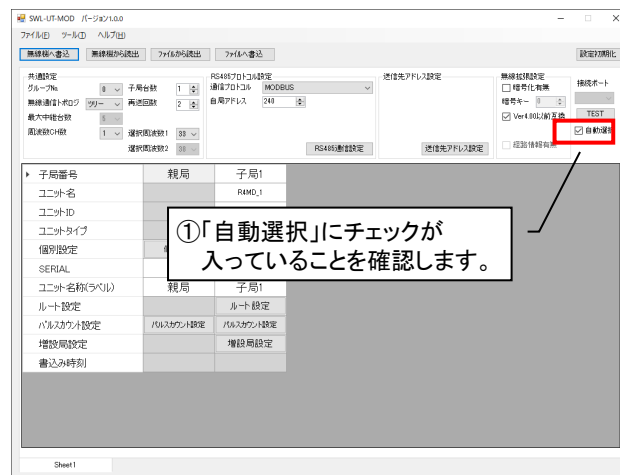 SWL-UT-MOD バージョン1.0.0
ファイル(F) ツール(T) ヘルプ(H)
無線機へ書込 無線機から読出 ファイルから読出 ファイルへ書込 設定初期化
共通設定 RS485プロトコル設定 送信先アドレス設定 無線拡張設定
グループNo. 0 子局台数 1 通信プロトコル MODBUS 暗号化有無 接続ポート
無線通信トポロジ ツリー 再送回数 2 自局アドレス 240 暗号キー 0
最大中継台数 5 Ver4.00以前互換 TEST
周波数CH数 1 選択周波数1 33 自動選択
選択周波数2 38 RS485通信設定 送信先アドレス設定 経路情報有無
子局番号 親局 子局1
ユニット名 R4MD_1
ユニットID
ユニットタイプ
個別設定
SERIAL
ユニット名称(ラベル) 親局 子局1
ルート設定 ルート設定
パルスカウント設定 パルスカウント設定 パルスカウント設定
増設局設定 増設局設定
書込み時刻
①「自動選択」にチェックが
入っていることを確認します。
Sheet1